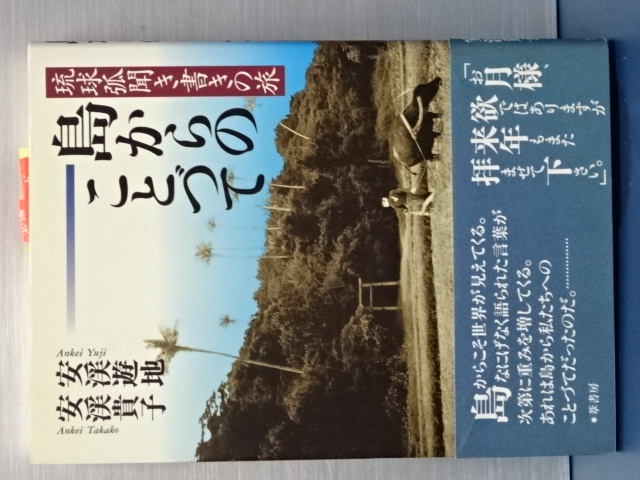 琉球弧聞き書きの旅
島からの
ことづて
Ankei Yuji
安渓遊地
安渓貴子
Ankei Takako
「お月様、
欲ではありますが
来年もまた
拝ませて下さい。」
島からこそ世界が見えてくる。
なにげなく語られた言葉が
次第に重みを増してくる。
あれは島から私たちへの
ことづてだったのだ。……………
●葦書房